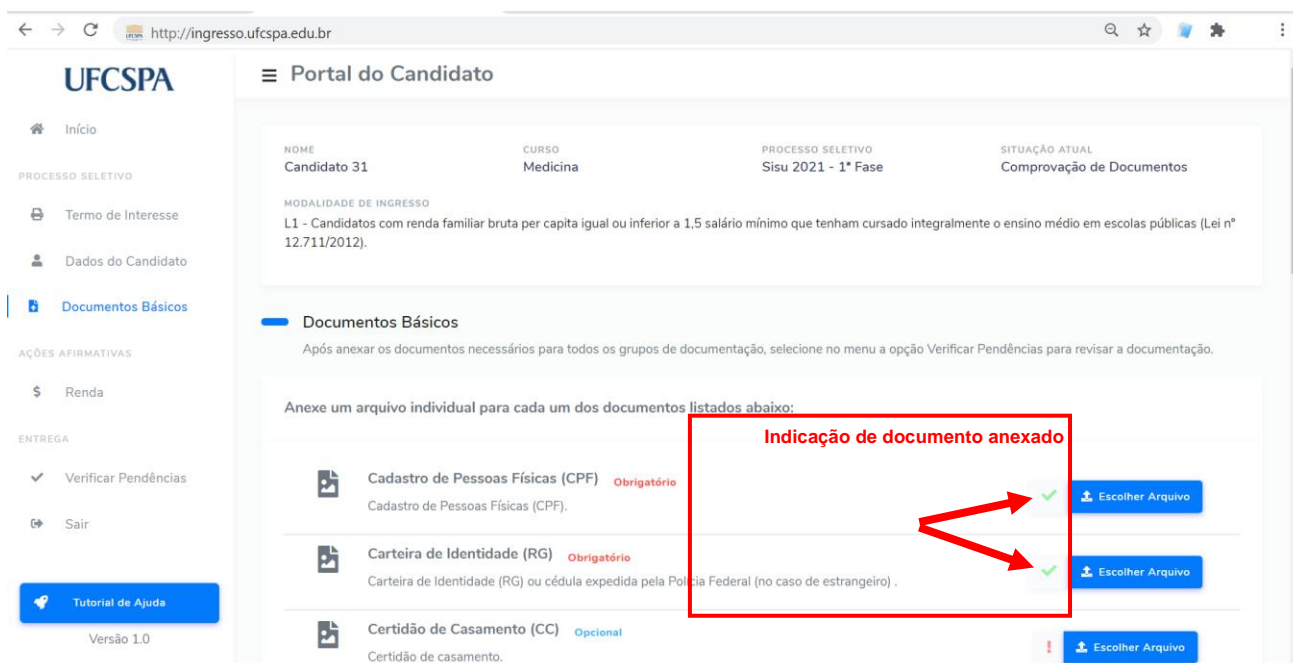 http://ingresso.ufcspa.edu.br
UFCSPA
Portal do Candidato
Início
PROCESSO SELETIVO
Termo de Interesse
Dados do Candidato
Documentos Básicos
AÇÕES AFIRMATIVAS
Renda
ENTREGA
Verificar Pendências
Sair
Tutorial de Ajuda
Versão 1.0
NOME
Candidato 31
CURSO
Medicina
PROCESSO SELETIVO
Sisu 2021 - 1ª Fase
SITUAÇÃO ATUAL
Comprovação de Documentos
MODALIDADE DE INGRESSO
L1 - Candidatos com renda familiar bruta per capita igual ou inferior a 1,5 salário mínimo que tenham cursado integralmente o ensino médio em escolas públicas (Lei nº
12.711/2012).
Documentos Básicos
Após anexar os documentos necessários para todos os grupos de documentação, selecione no menu a opção Verificar Pendências para revisar a documentação.
Anexe um arquivo individual para cada um dos documentos listados abaixo:
Indicação de documento anexado
Cadastro de Pessoas Físicas (CPF) Obrigatório
Cadastro de Pessoas Físicas (CPF).
Escolher Arquivo
Carteira de Identidade (RG) Obrigatório
Carteira de Identidade (RG) ou cédula expedida pela Polícia Federal (no caso de estrangeiro) .
Escolher Arquivo
Certidão de Casamento (CC) Opcional
Certidão de casamento.
! Escolher Arquivo